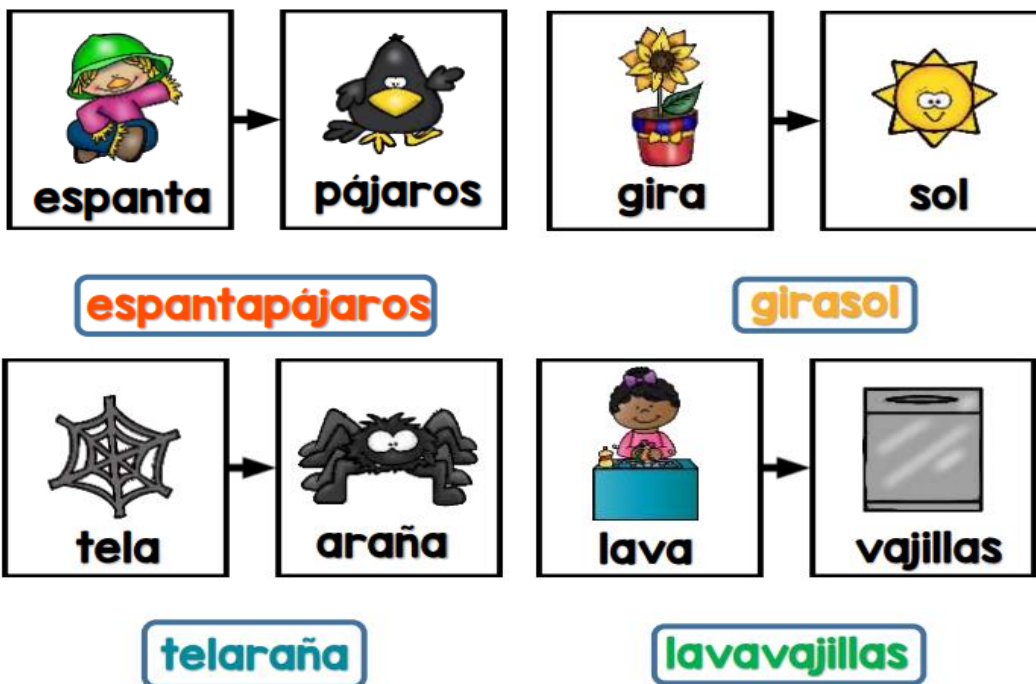 espanta pájaros
gira sol
espantapájaros
girasol
tela araña
lava vajillas
telaraña
lavavajillas